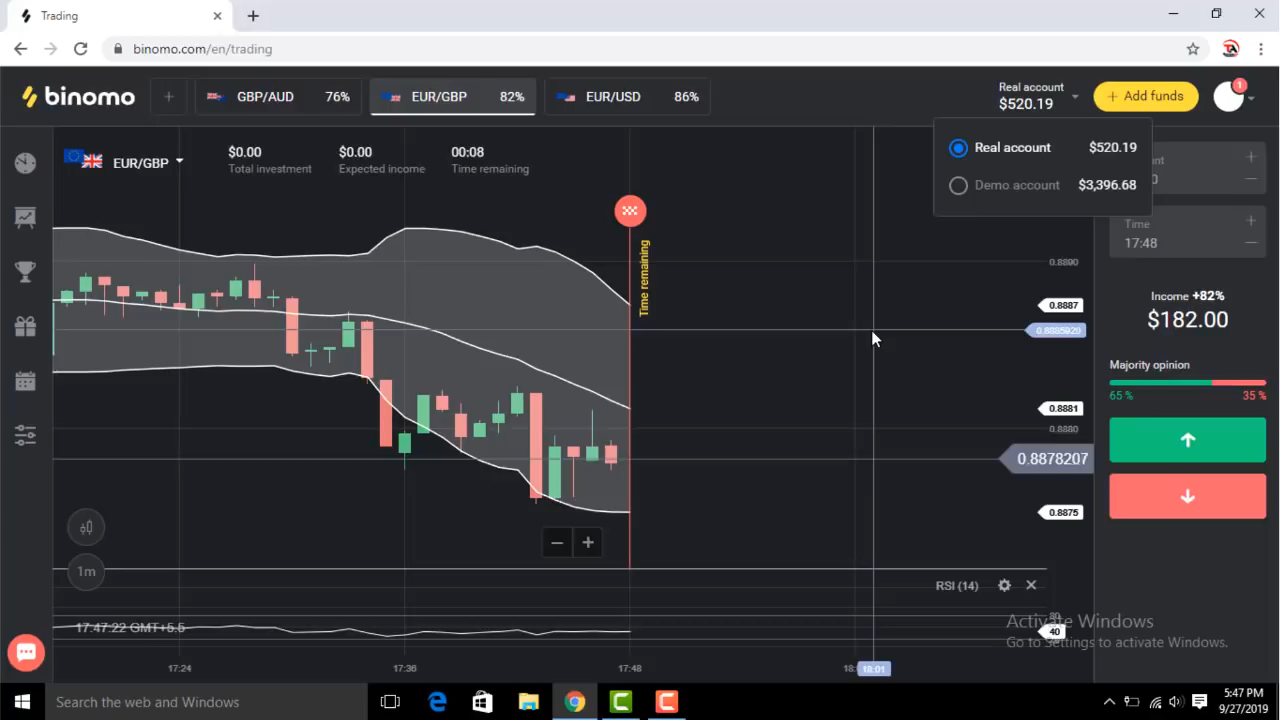 Trading
binomo.com/en/trading
binomo
GBP/AUD 76%
EUR/GBP 82%
EUR/USD 86%
Real account
$520.19
+ Add funds
1
Real account $520.19
Demo account $3,396.68
EUR/GBP
$0.00
Total investment
$0.00
Expected income
00:08
Time remaining
Time remaining
Time
17:48
Income +82%
$182.00
Majority opinion
65 % 35 %
0.8890
0.8887
0.8885920
0.8881
0.8880
0.8878207
0.8875
1m
RSI (14)
40
17:47:22 GMT+5.5
17:24
17:36
17:48
18:01
Activate Windows
Go to Settings to activate Windows.
Search the web and Windows
5:47 PM
9/27/2019